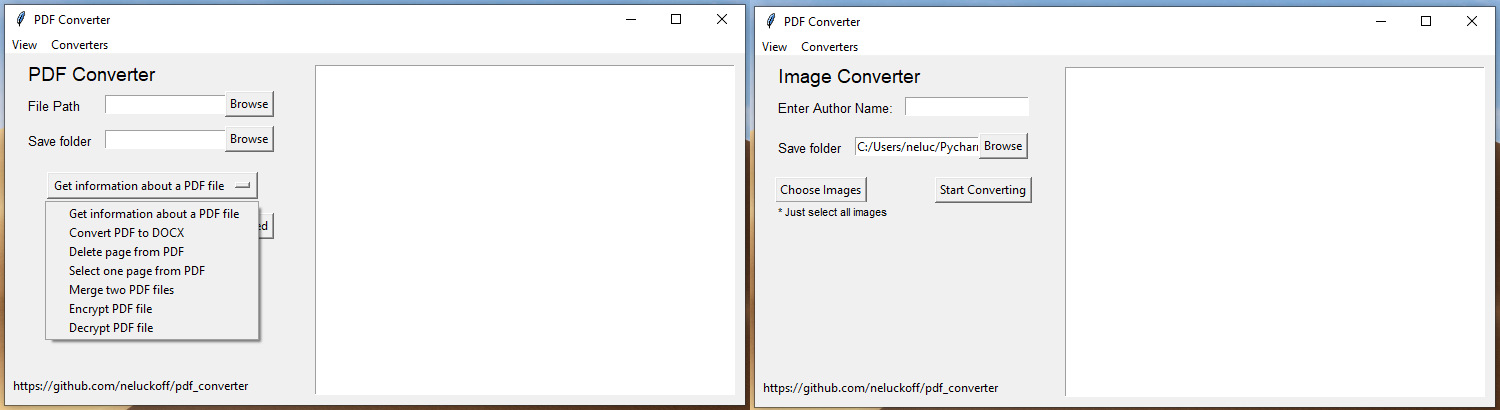 PDF Converter
View Converters
PDF Converter
File Path Browse
Save folder Browse
Get information about a PDF file
Get information about a PDF file
Convert PDF to DOCX
Delete page from PDF
Select one page from PDF
Merge two PDF files
Encrypt PDF file
Decrypt PDF file
https://github.com/neluckoff/pdf_converter
PDF Converter
View Converters
Image Converter
Enter Author Name:
Save folder C:/Users/neluc/Pychar Browse
Choose Images Start Converting
* Just select all images
https://github.com/neluckoff/pdf_converter